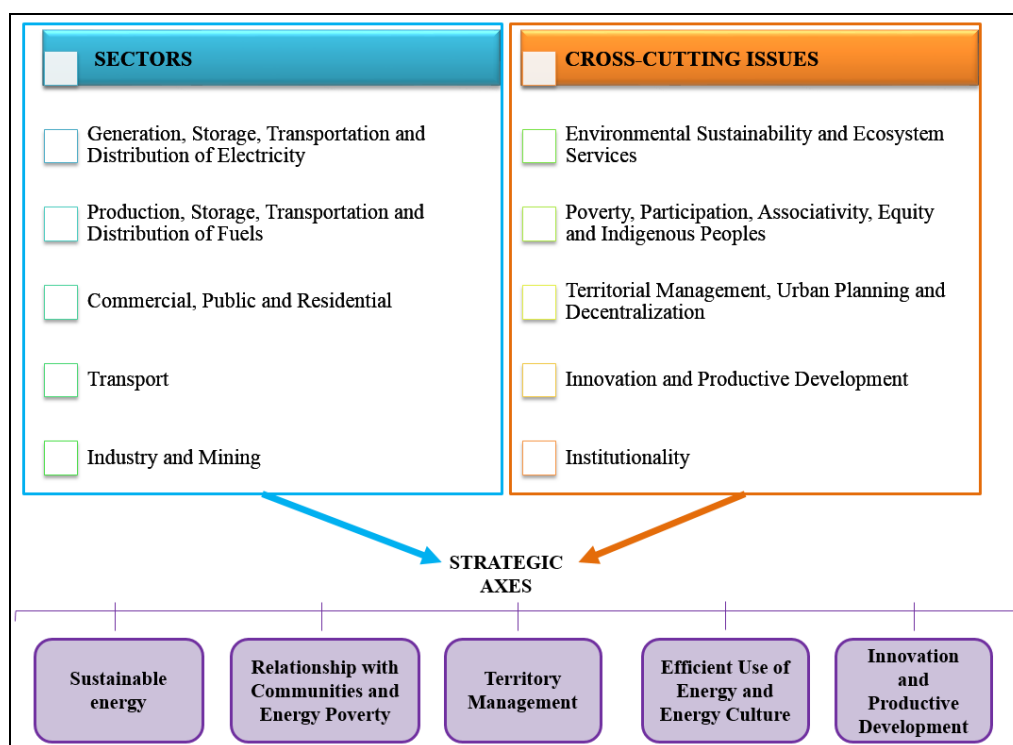 SECTORS
Generation, Storage, Transportation and
Distribution of Electricity
Production, Storage, Transportation and
Distribution of Fuels
Commercial, Public and Residential
Transport
Industry and Mining
CROSS-CUTTING ISSUES
Environmental Sustainability and Ecosystem
Services
Poverty, Participation, Associativity, Equity
and Indigenous Peoples
Territorial Management, Urban Planning and
Decentralization
Innovation and Productive Development
Institutionality
STRATEGIC
AXES
Sustainable
energy
Relationship with
Communities and
Energy Poverty
Territory
Management
Efficient Use of
Energy and
Energy Culture
Innovation
and
Productive
Development